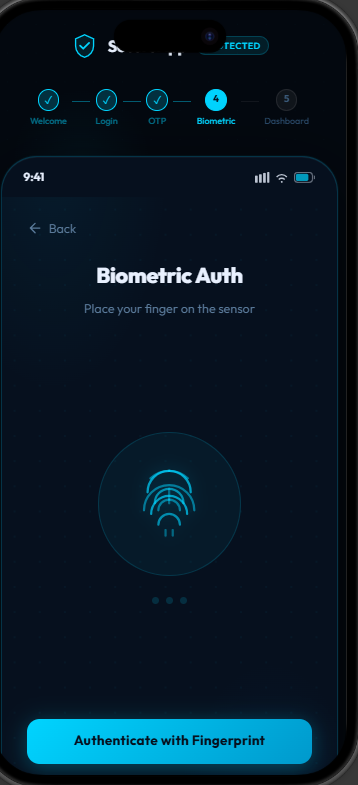 4 5
Welcome Login OTP Biometric Dashboard
9:41
Back
Biometric Auth
Place your finger on the sensor
Authenticate with Fingerprint